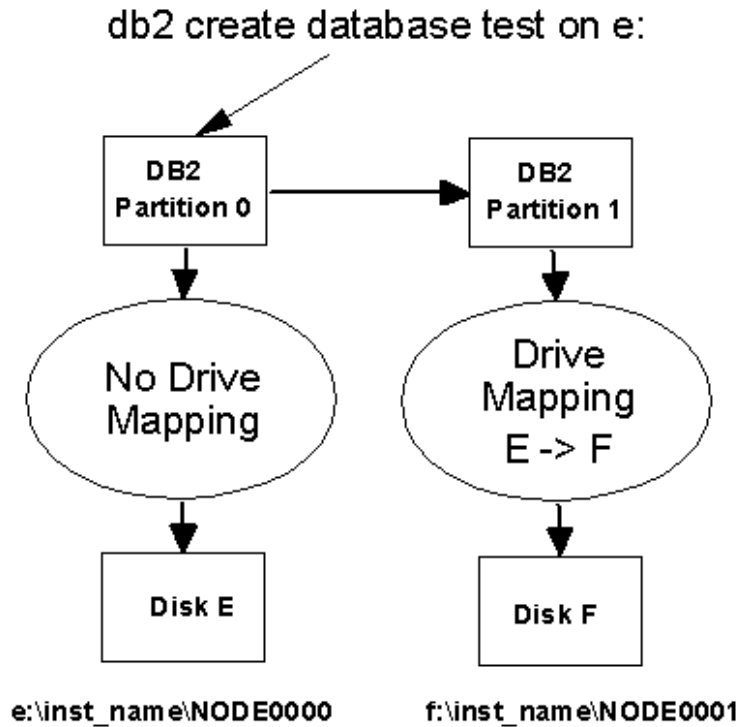 db2 create database test on e:
DB2
Partition 0
DB2
Partition 1
No Drive
Mapping
Drive
Mapping
E -> F
Disk E
Disk F
e:\inst_name\NODE0000
f:\inst_name\NODE0001